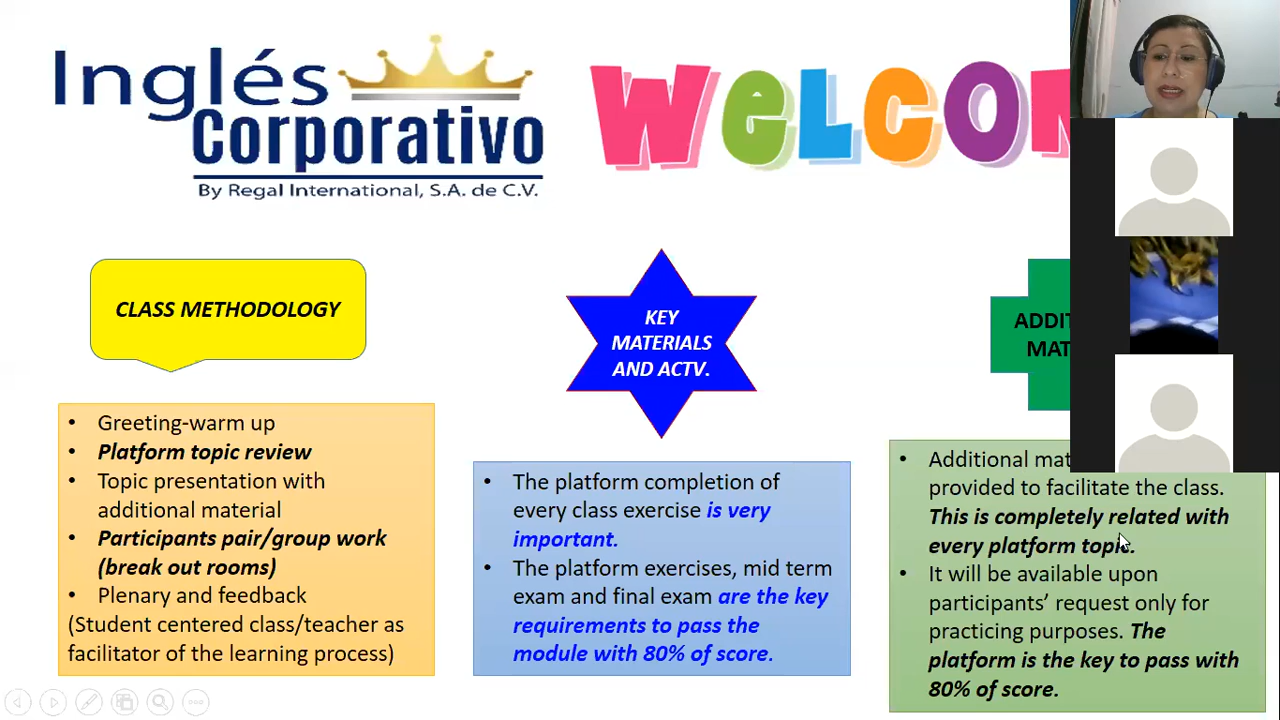 Inglés
Corporativo
By Regal International, S.A. de C.V.
WeLCO
CLASS METHODOLOGY
• Greeting-warm up
• Platform topic review
• Topic presentation with
additional material
• Participants pair/group work
(break out rooms)
• Plenary and feedback
(Student centered class/teacher as
facilitator of the learning process)
KEY
MATERIALS
AND ACTV.
• The platform completion of
every class exercise is very
important.
• The platform exercises, mid term
exam and final exam are the key
requirements to pass the
module with 80% of score.
• Additional
provided to facilitate the class.
This is completely related with
every platform topic.
• It will be available upon
participants’ request only for
practicing purposes. The
platform is the key to pass with
80% of score.